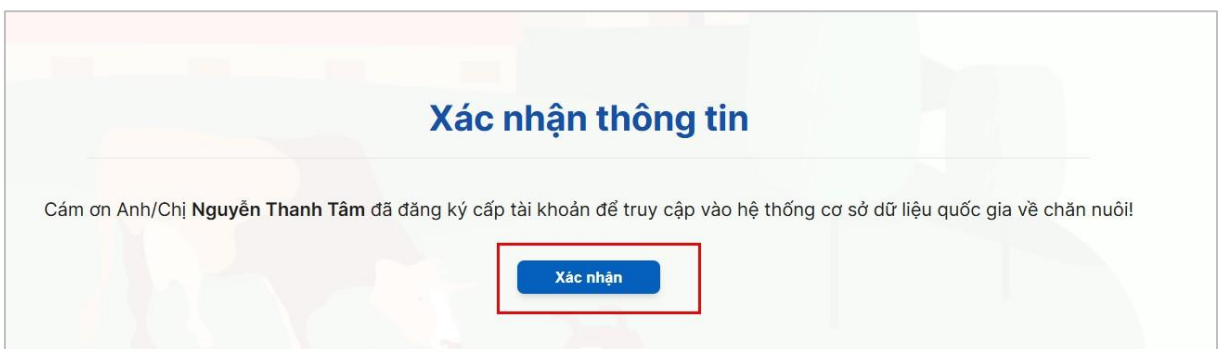 Xác nhận thông tin
Cám ơn Anh/Chị Nguyễn Thanh Tâm đã đăng ký cấp tài khoản để truy cập vào hệ thống cơ sở dữ liệu quốc gia về chăn nuôi!
Xác nhận